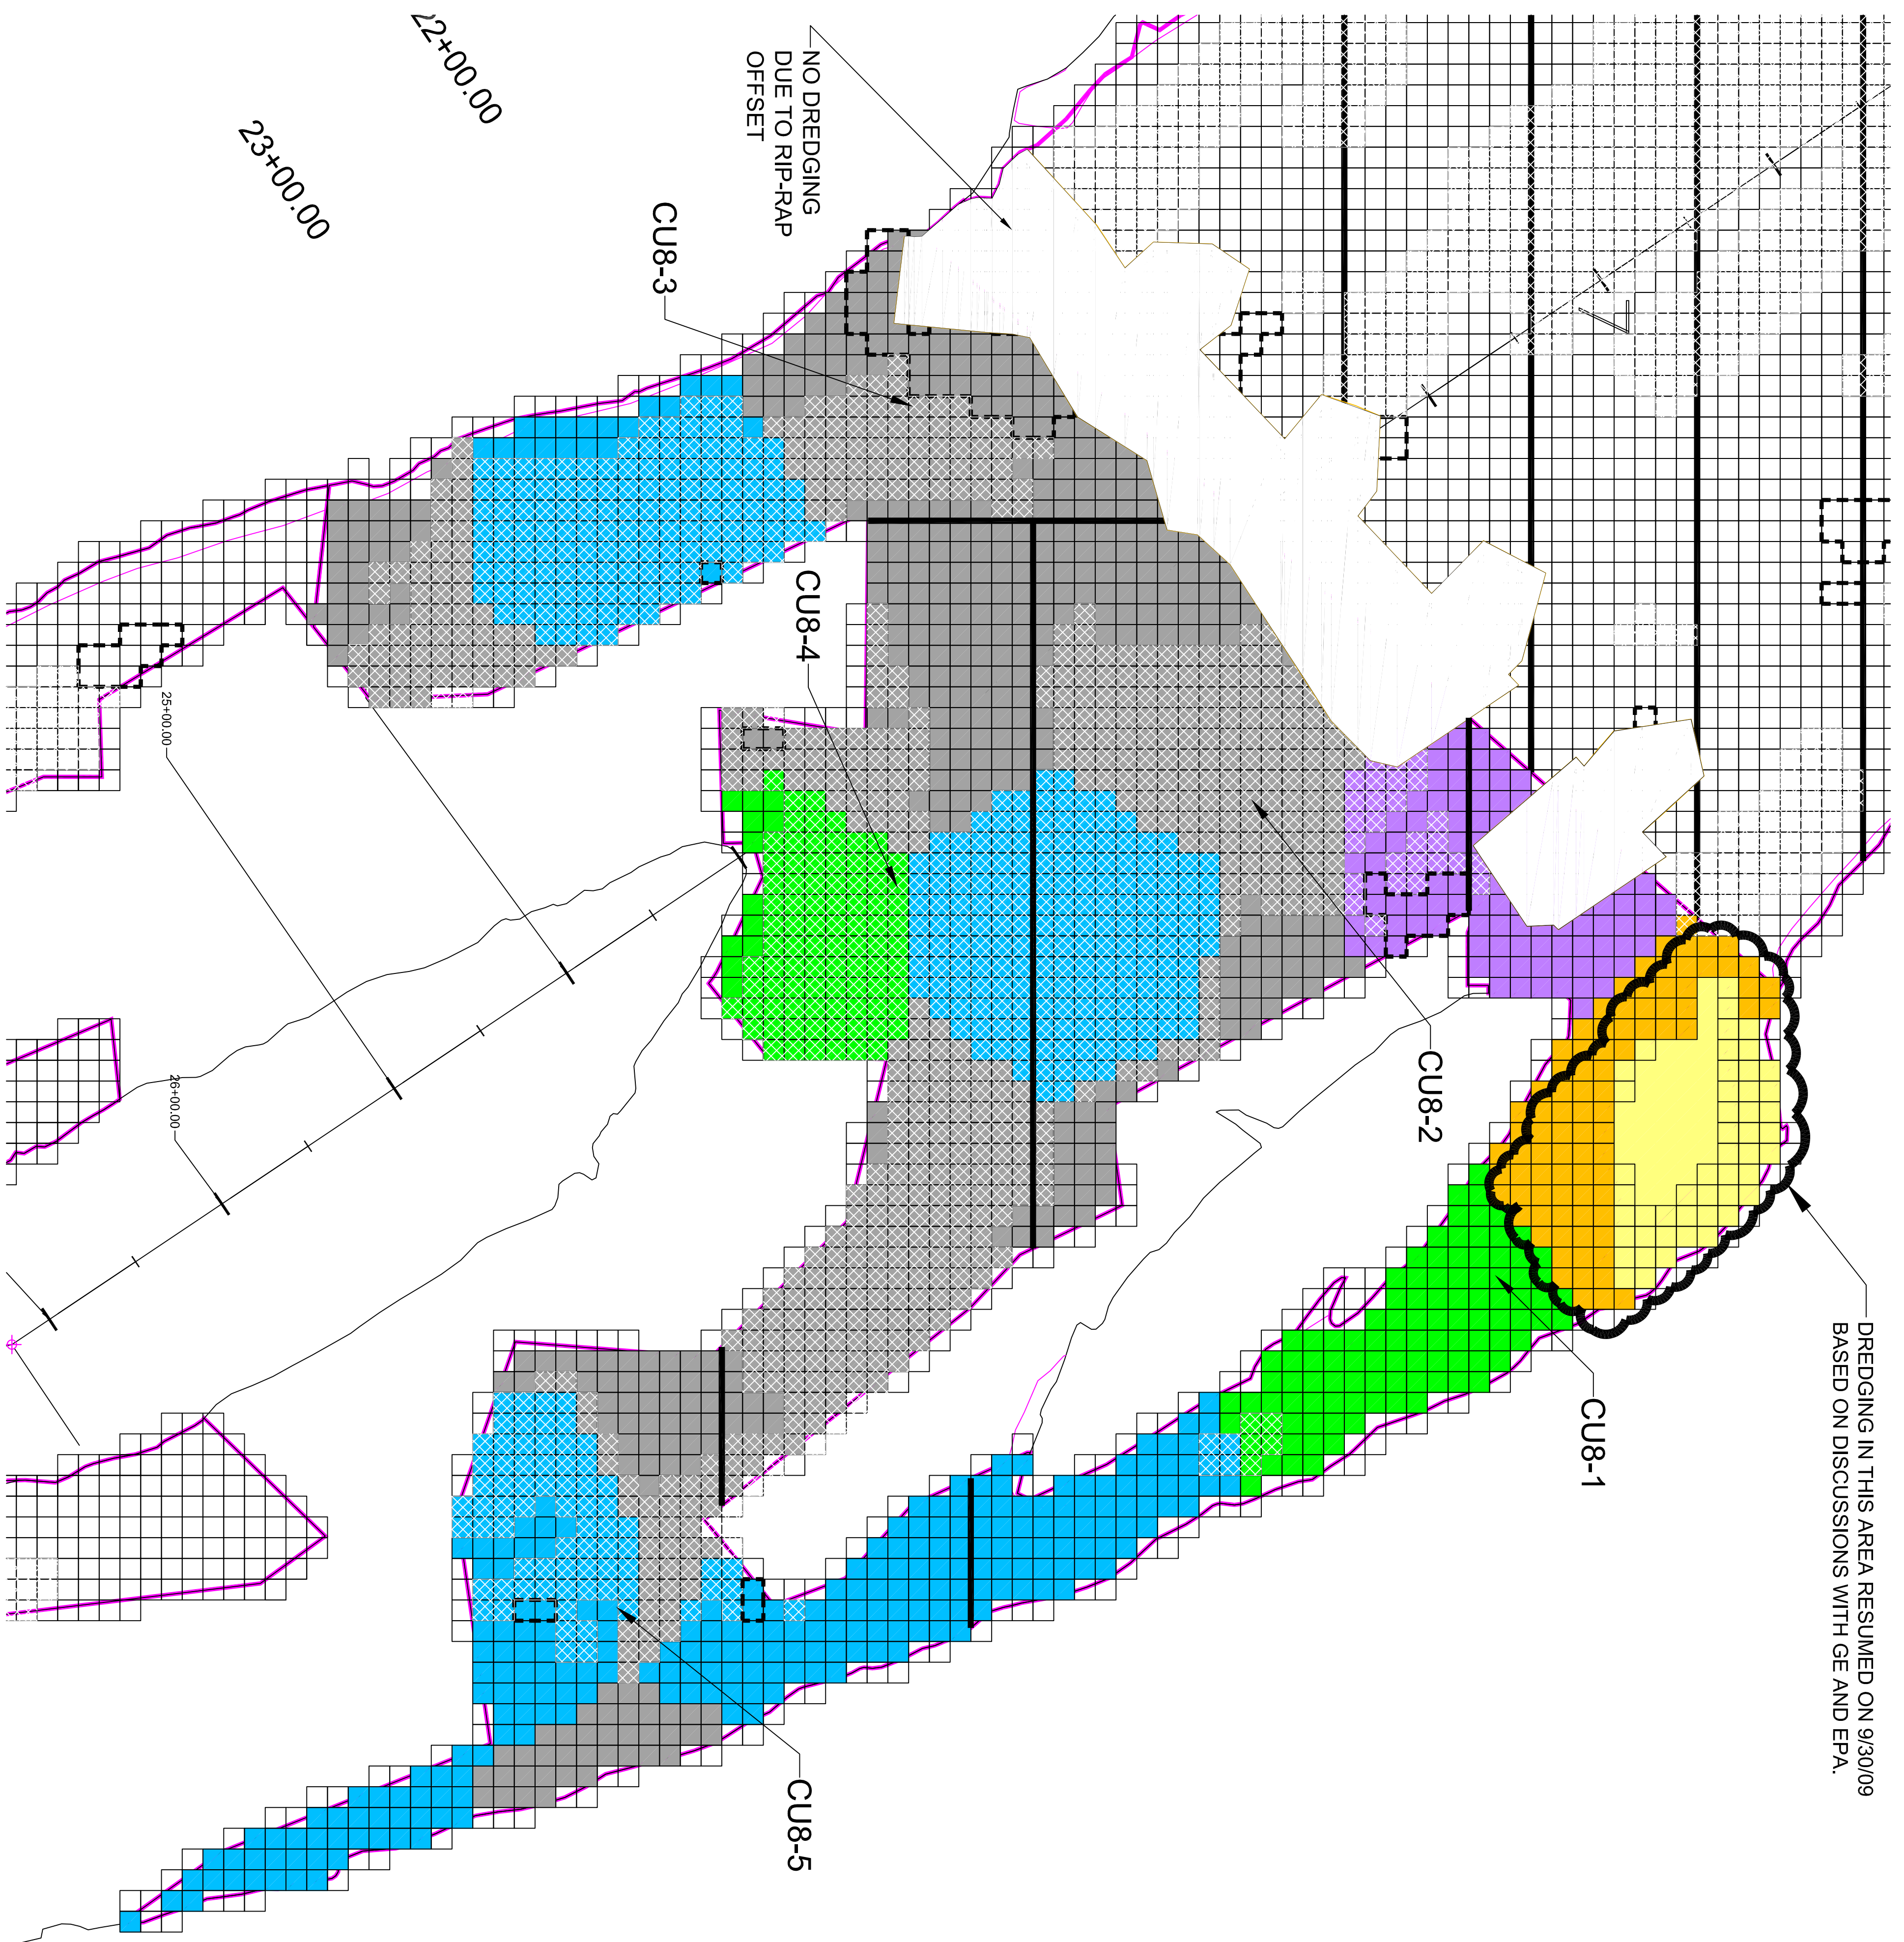 22+00.00
23+00.00
NO DREDGING
DUE TO RIP-RAP
OFFSET
CU8-3
CU8-4
25+00.00
26+00.00
CU8-2
CU8-1
CU8-5
DREDGING IN THIS AREA RESUMED ON 9/30/09
BASED ON DISCUSSIONS WITH GE AND EPA.